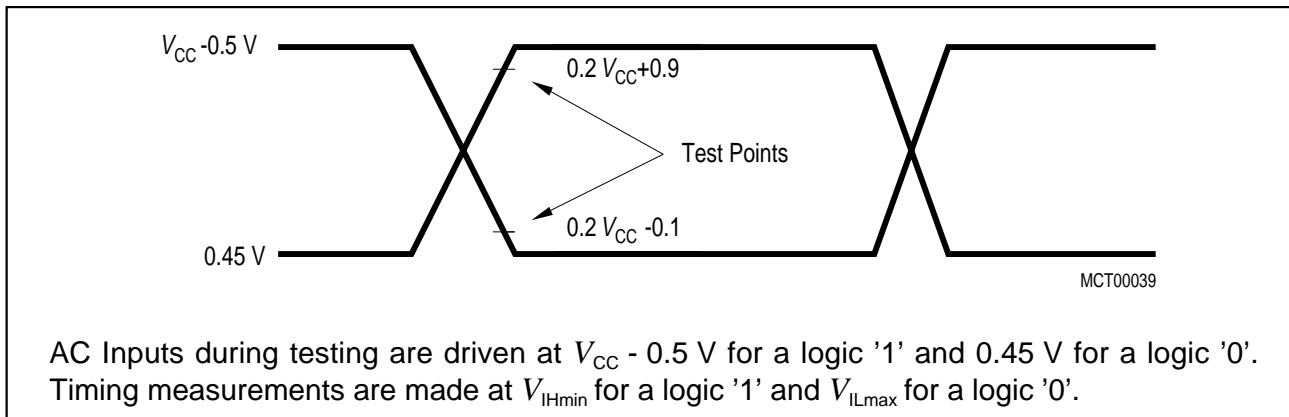 VCC -0.5 V
0.2 VCC+0.9
Test Points
0.2 VCC -0.1
0.45 V
MCT00039
AC Inputs during testing are driven at VCC - 0.5 V for a logic '1' and 0.45 V for a logic '0'.
Timing measurements are made at VIHmin for a logic '1' and VILmax for a logic '0'.